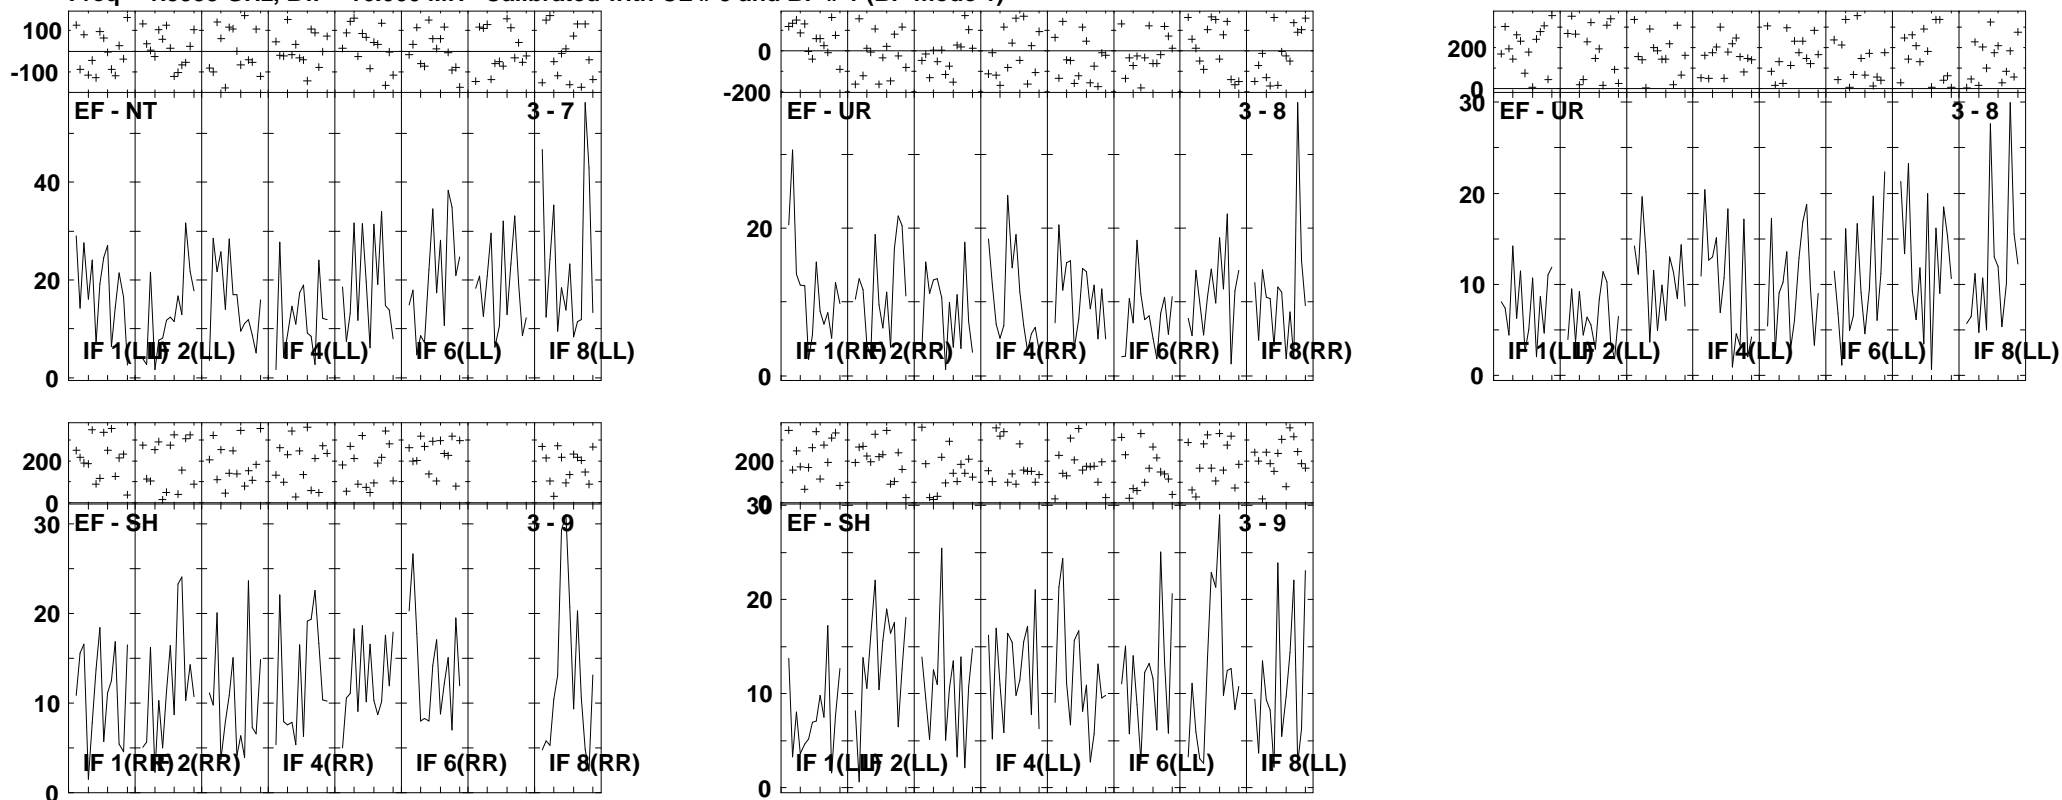 100
-100
EF - NT
3 - 7
40
20
0
IF 1(LL)
IF 2(LL)
IF 4(LL)
IF 6(LL)
IF 8(LL)
0
-200
EF - UR
3 - 8
20
0
IF 1(RR)
IF 2(RR)
IF 4(RR)
IF 6(RR)
IF 8(RR)
200
0
30
EF - UR
3 - 8
20
10
0
IF 1(LL)
IF 2(LL)
IF 4(LL)
IF 6(LL)
IF 8(LL)
200
0
30
EF - SH
3 - 9
20
10
0
IF 1(RR)
IF 2(RR)
IF 4(RR)
IF 6(RR)
IF 8(RR)
200
0
30
EF - SH
3 - 9
20
10
0
IF 1(LL)
IF 2(LL)
IF 4(LL)
IF 6(LL)
IF 8(LL)